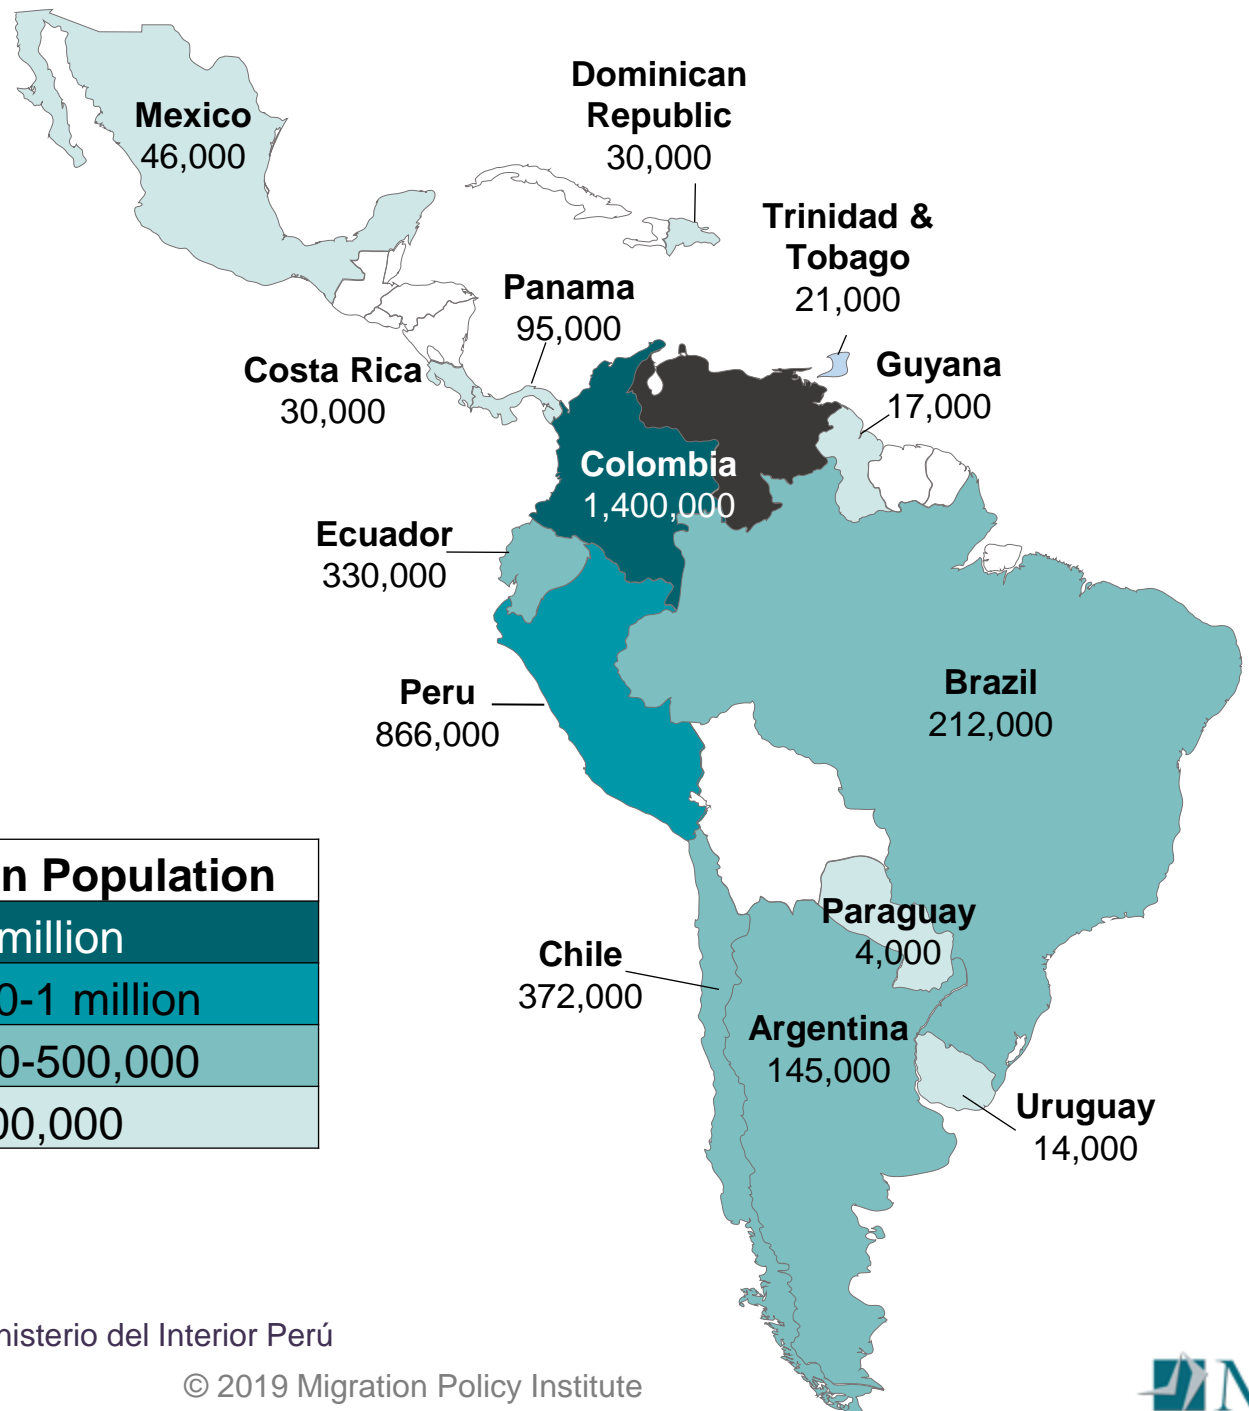 Mexico
46,000
Dominican
Republic
30,000
Trinidad &
Tobago
21,000
Panama
95,000
Costa Rica
30,000
Guyana
17,000
Colombia
1,400,000
Ecuador
330,000
Peru
866,000
Brazil
212,000
n Population
million
0-1 million
0-500,000
00,000
Paraguay
4,000
Chile
372,000
Argentina
145,000
Uruguay
14,000
nisterio del Interior Perú
© 2019 Migration Policy Institute